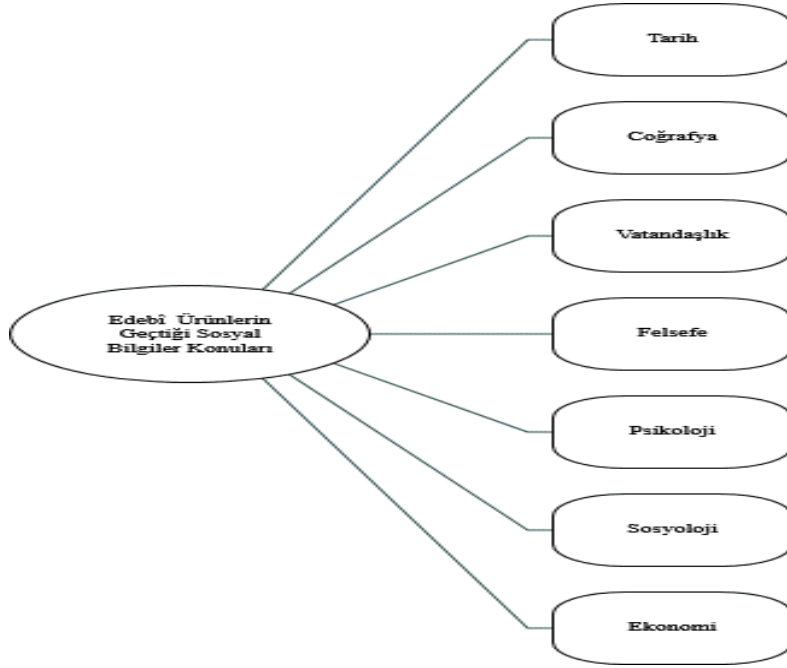 Tarih
Coğrafya
Vatandaşlık
Edebî Ürünlerin
Geçtiği Sosyal
Bilgiler Konuları
Felsefe
Psikoloji
Sosyoloji
Ekonomi